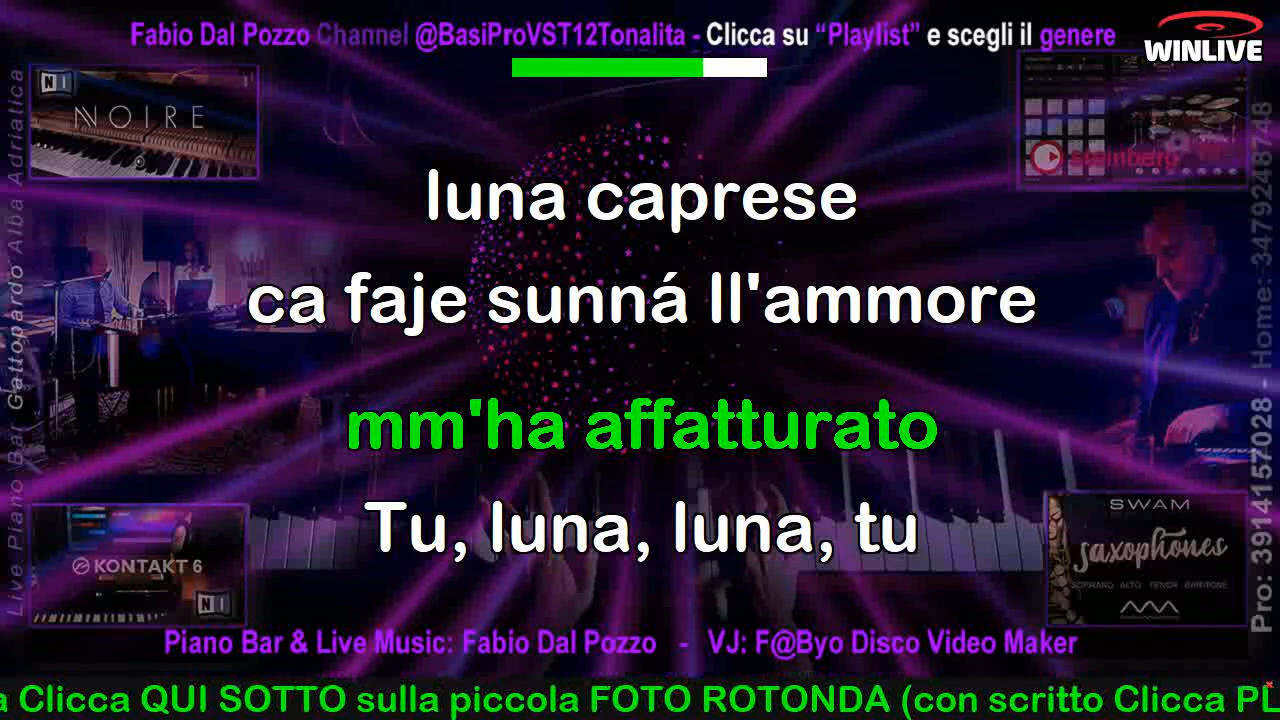 Fabio Dal Pozzo Channel @BasiProVST12Tonalita - Clicca su “Playlist” e scegli il genere
WINLIVE
NI
NOIRE
steinberg
Live Piano Bar Gattopardo Alba Adriatica
luna caprese
ca faje sunná ll'ammore
mm'ha affatturato
Tu, luna, luna, tu
Pro: 3914157028 - Home: 3479248748
KONTAKT 6
NI
SWAM
saxophones
SOPRANO ALTO TENOR BARITONE
Piano Bar & Live Music: Fabio Dal Pozzo - VJ: F@Byo Disco Video Maker
a Clicca QUI SOTTO sulla piccola FOTO ROTONDA (con scritto Clicca PL